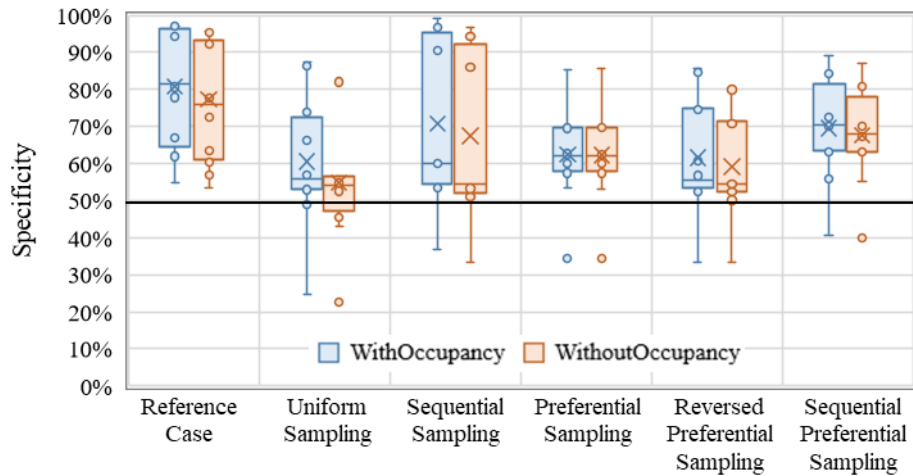 100%
90%
80%
70%
60%
50%
40%
30%
20%
10%
0%
Specificity
WithOccupancy WithoutOccupancy
Reference
Case
Uniform
Sampling
Sequential
Sampling
Preferential
Sampling
Reversed
Preferential
Sampling
Sequential
Preferential
Sampling